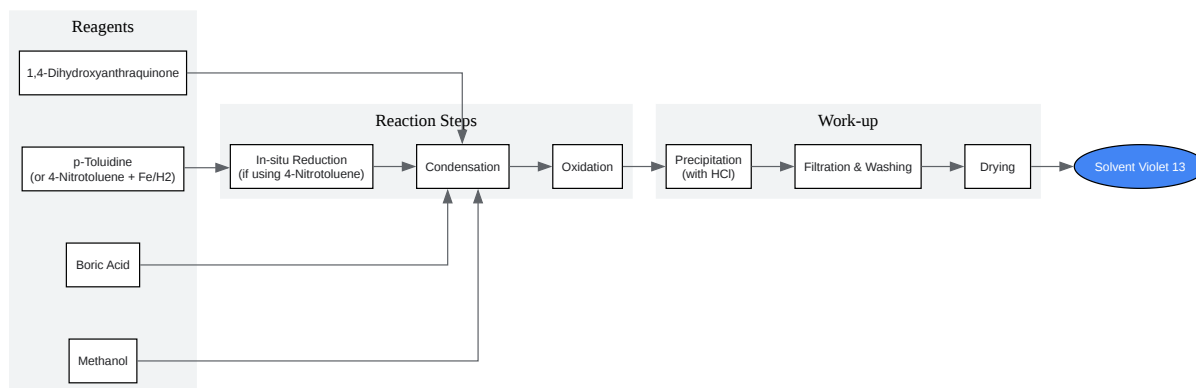 Reagents
1,4-Dihydroxyanthraquinone
p-Toluidine
(or 4-Nitrotoluene + Fe/H2)
Boric Acid
Methanol
Reaction Steps
In-situ Reduction
(if using 4-Nitrotoluene)
Condensation
Oxidation
Work-up
Precipitation
(with HCl)
Filtration & Washing
Drying
Solvent Violet 13